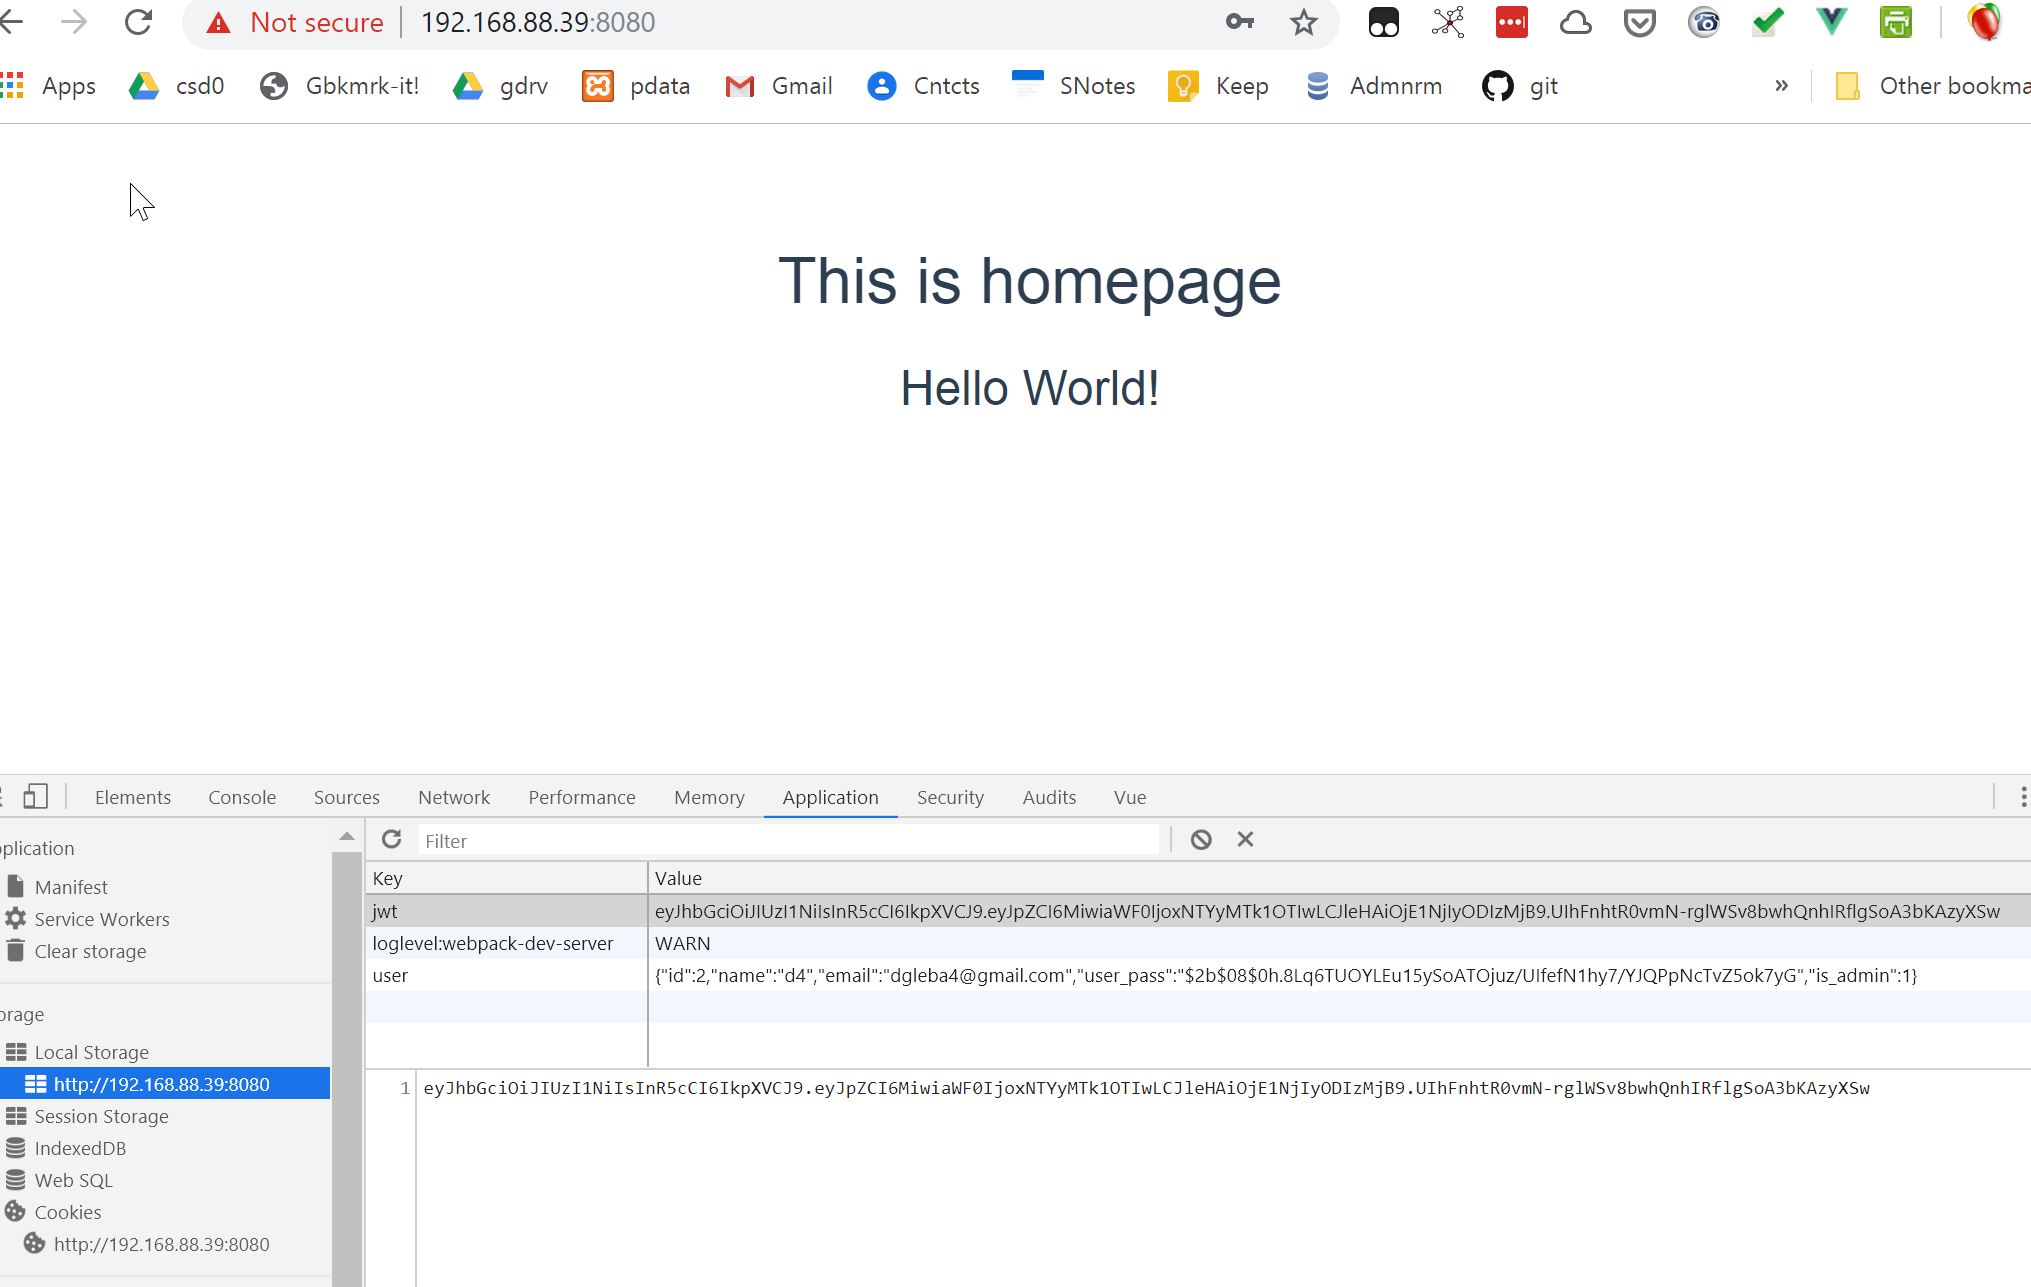 Not secure 192.168.88.39:8080
Apps csd0 Gbkmrk-it! gdrv pdata Gmail Cntcts SNotes Keep Admnrm git » Other bookma
This is homepage
Hello World!
Elements Console Sources Network Performance Memory Application Security Audits Vue
plication
Filter
Key Value
Manifest
jwt eyJhbGciOiJIUzI1NiIsInR5cCI6IkpXVCJ9.eyJpZCI6MiwiaWF0IjoxNTYyMTk1OTIwLCJleHAiOjE1NjIyODIzMjB9.UIhFnhtR0vmN-rglWSv8bwhQnhIRflgSoA3bKAzyXSw
Service Workers
loglevel:webpack-dev-server WARN
Clear storage
user {"id":2,"name":"d4","email":"dgleba4@gmail.com","user_pass":"$2b$08$0h.8Lq6TUOYLEu15ySoATOjuz/UIfefN1hy7/YJQPpNcTvZ5ok7yG","is_admin":1}
orage
Local Storage
http://192.168.88.39:8080
1 eyJhbGciOiJIUzI1NiIsInR5cCI6IkpXVCJ9.eyJpZCI6MiwiaWF0IjoxNTYyMTk1OTIwLCJleHAiOjE1NjIyODIzMjB9.UIhFnhtR0vmN-rglWSv8bwhQnhIRflgSoA3bKAzyXSw
Session Storage
IndexedDB
Web SQL
Cookies
http://192.168.88.39:8080